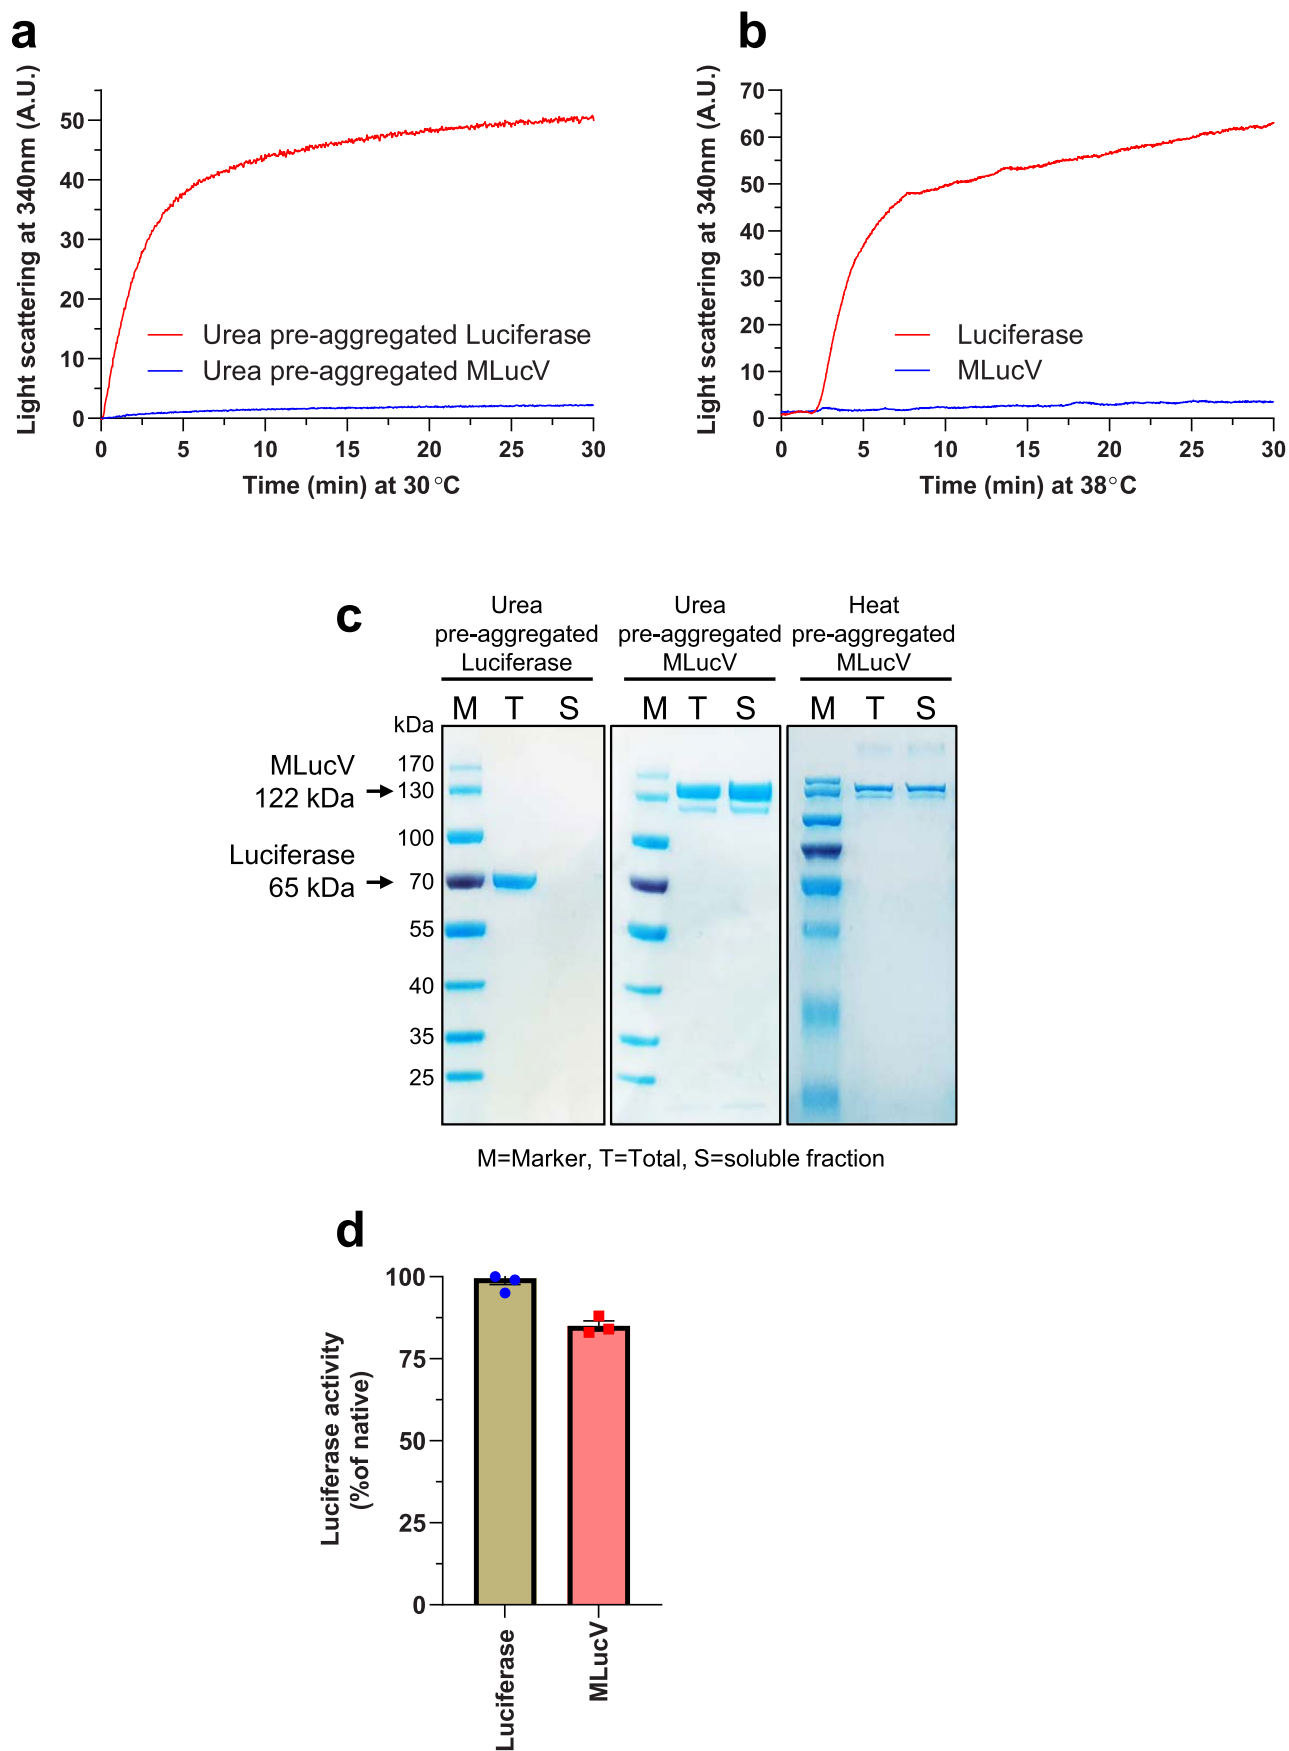 a
Light scattering at 340nm (A.U.)
50
40
30
20
10
0
Urea pre-aggregated Luciferase
Urea pre-aggregated MLucV
0 5 10 15 20 25 30
Time (min) at 30°C
b
Light scattering at 340nm (A.U.)
70
60
50
40
30
20
10
0
Luciferase
MLucV
0 5 10 15 20 25 30
Time (min) at 38°C
c
Urea
pre-aggregated
Luciferase
Urea
pre-aggregated
MLucV
Heat
pre-aggregated
MLucV
M T S
M T S
M T S
kDa
170
130
100
70
55
40
35
25
MLucV
122 kDa
Luciferase
65 kDa
M=Marker, T=Total, S=soluble fraction
d
Luciferase activity
(%of native)
100
75
50
25
0
Luciferase
MLucV